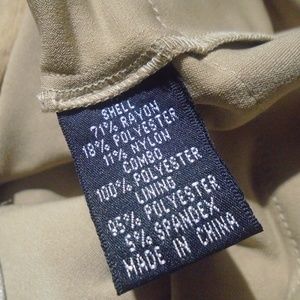 SHELL
71% RAYON
18% POLYESTER
11% NYLON
COMBO
100% POLYESTER
LINING
95% POLYESTER
5% SPANDEX
MADE IN CHINA